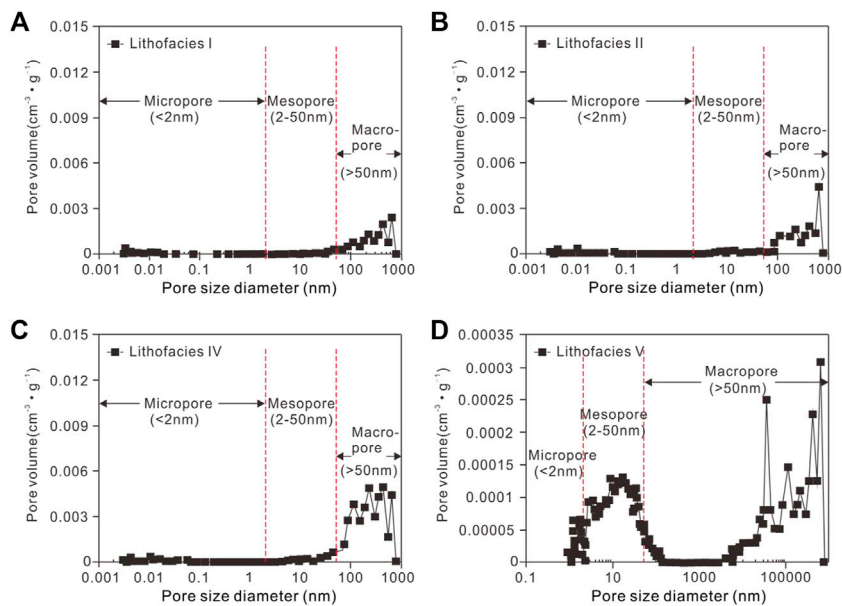 A
0.015
0.012
0.009
0.006
0.003
0
Pore volume(cm⁻³•g⁻¹)
Lithofacies I
Micropore
(<2nm)
Mesopore
(2-50nm)
Macro-
pore
(>50nm)
0.001 0.01 0.1 1 10 100 1000
Pore size diameter (nm)
B
0.015
0.012
0.009
0.006
0.003
0
Pore volume(cm⁻³•g⁻¹)
Lithofacies II
Micropore
(<2nm)
Mesopore
(2-50nm)
Macro-
pore
(>50nm)
0.001 0.01 0.1 1 10 100 1000
Pore size diameter (nm)
C
0.015
0.012
0.009
0.006
0.003
0
Pore volume(cm⁻³•g⁻¹)
Lithofacies IV
Micropore
(<2nm)
Mesopore
(2-50nm)
Macro-
pore
(>50nm)
0.001 0.01 0.1 1 10 100 1000
Pore size diameter (nm)
D
0.00035
0.0003
0.00025
0.0002
0.00015
0.0001
0.00005
0
Pore volume(cm⁻³•g⁻¹)
Lithofacies V
Macropore
(>50nm)
Mesopore
(2-50nm)
Micropore
(<2nm)
0.1 10 1000 100000
Pore size diameter (nm)